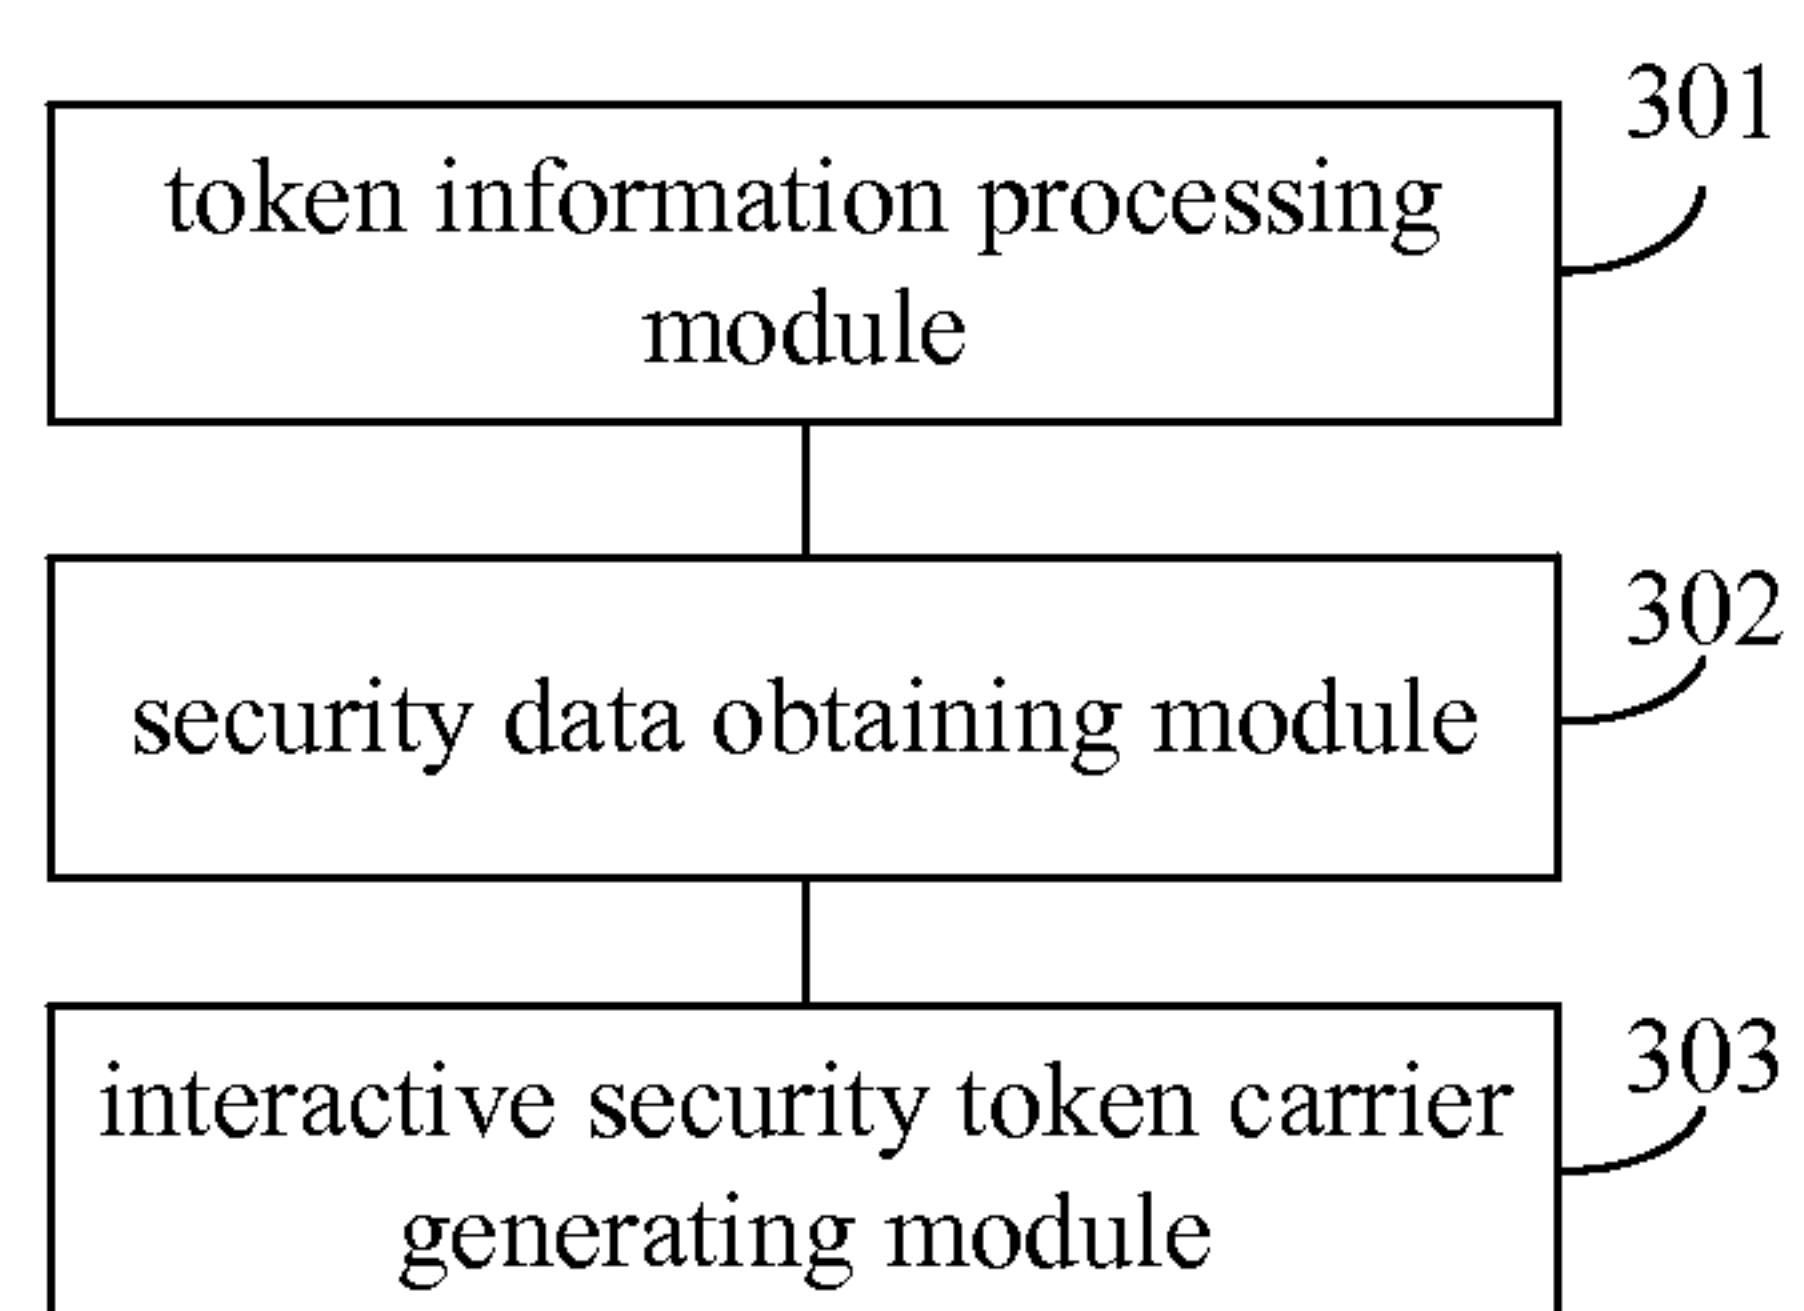 301
token information processing
module
302
security data obtaining module
303
interactive security token carrier
generating module